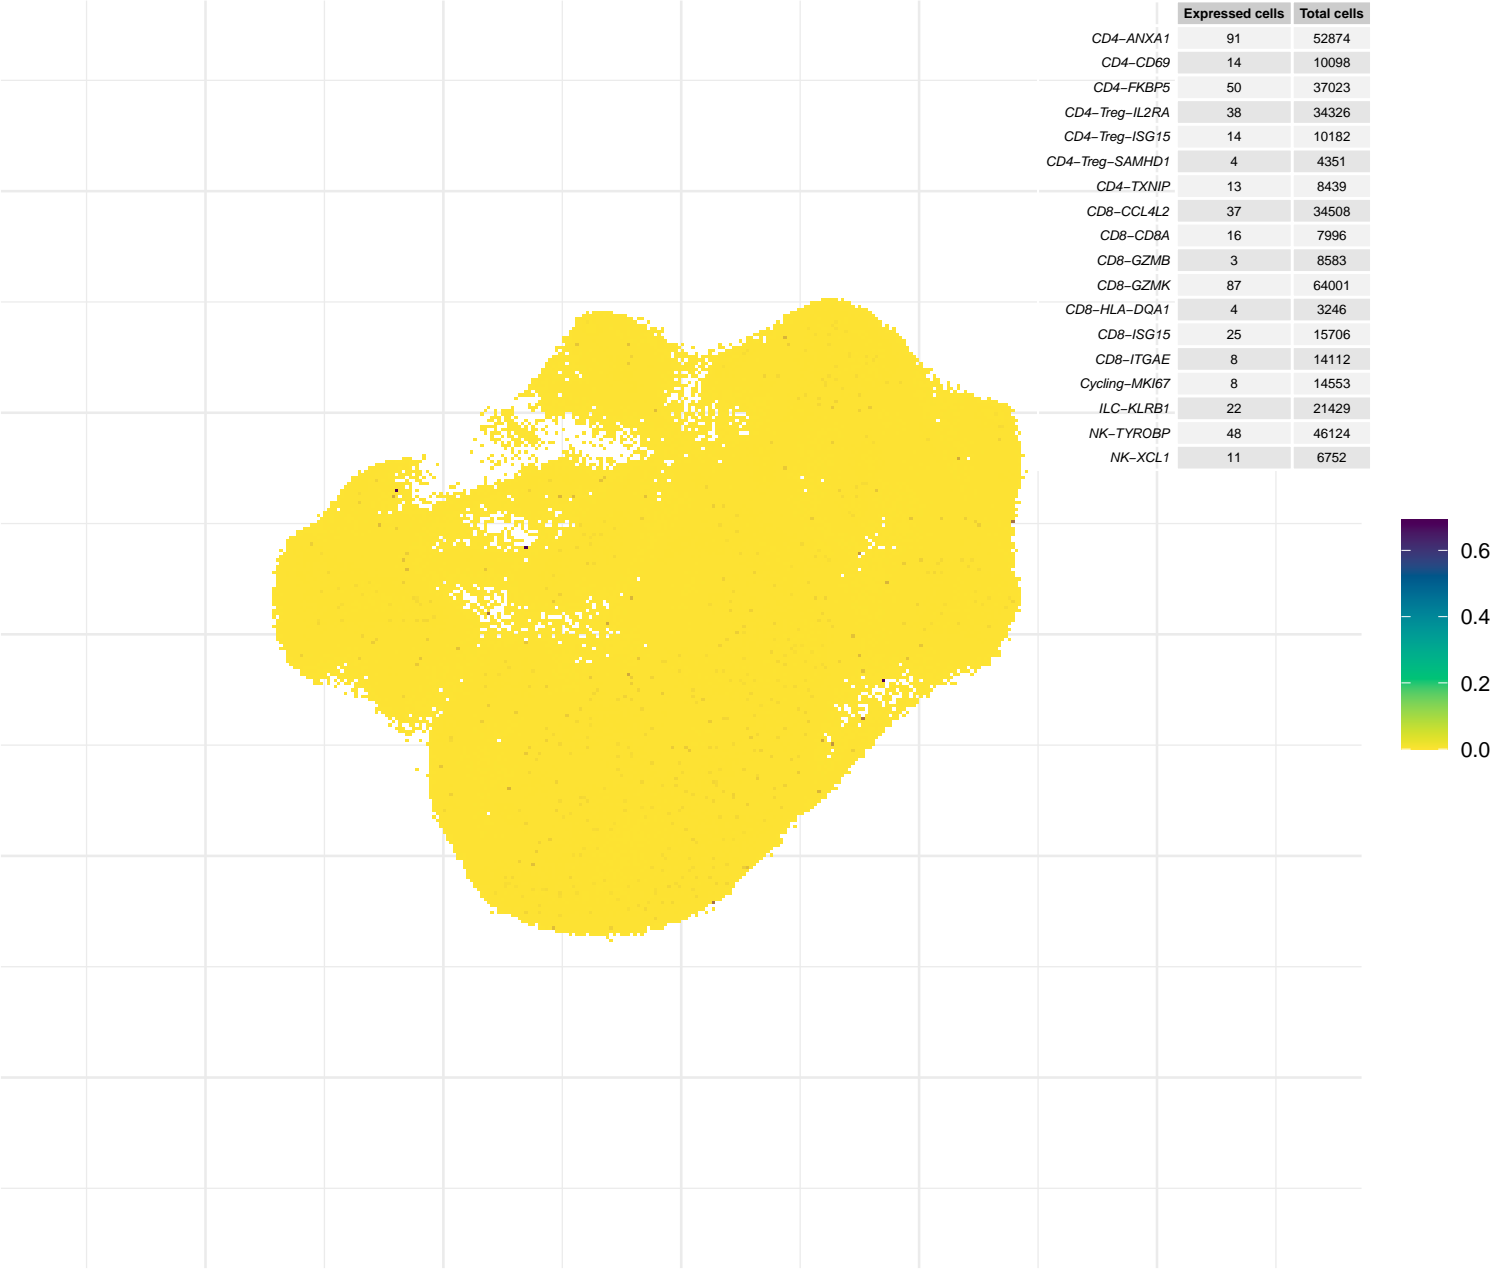 Expressed cells Total cells
CD4−ANXA1 91 52874
CD4−CD69 14 10098
CD4−FKBP5 50 37023
CD4−Treg−IL2RA 38 34326
CD4−Treg−ISG15 14 10182
CD4−Treg−SAMHD1 4 4351
CD4−TXNIP 13 8439
CD8−CCL4L2 37 34508
CD8−CD8A 16 7996
CD8−GZMB 3 8583
CD8−GZMK 87 64001
CD8−HLA−DQA1 4 3246
CD8−ISG15 25 15706
CD8−ITGAE 8 14112
Cycling−MKI67 8 14553
ILC−KLRB1 22 21429
NK−TYROBP 48 46124
NK−XCL1 11 6752
0.6
0.4
0.2
0.0